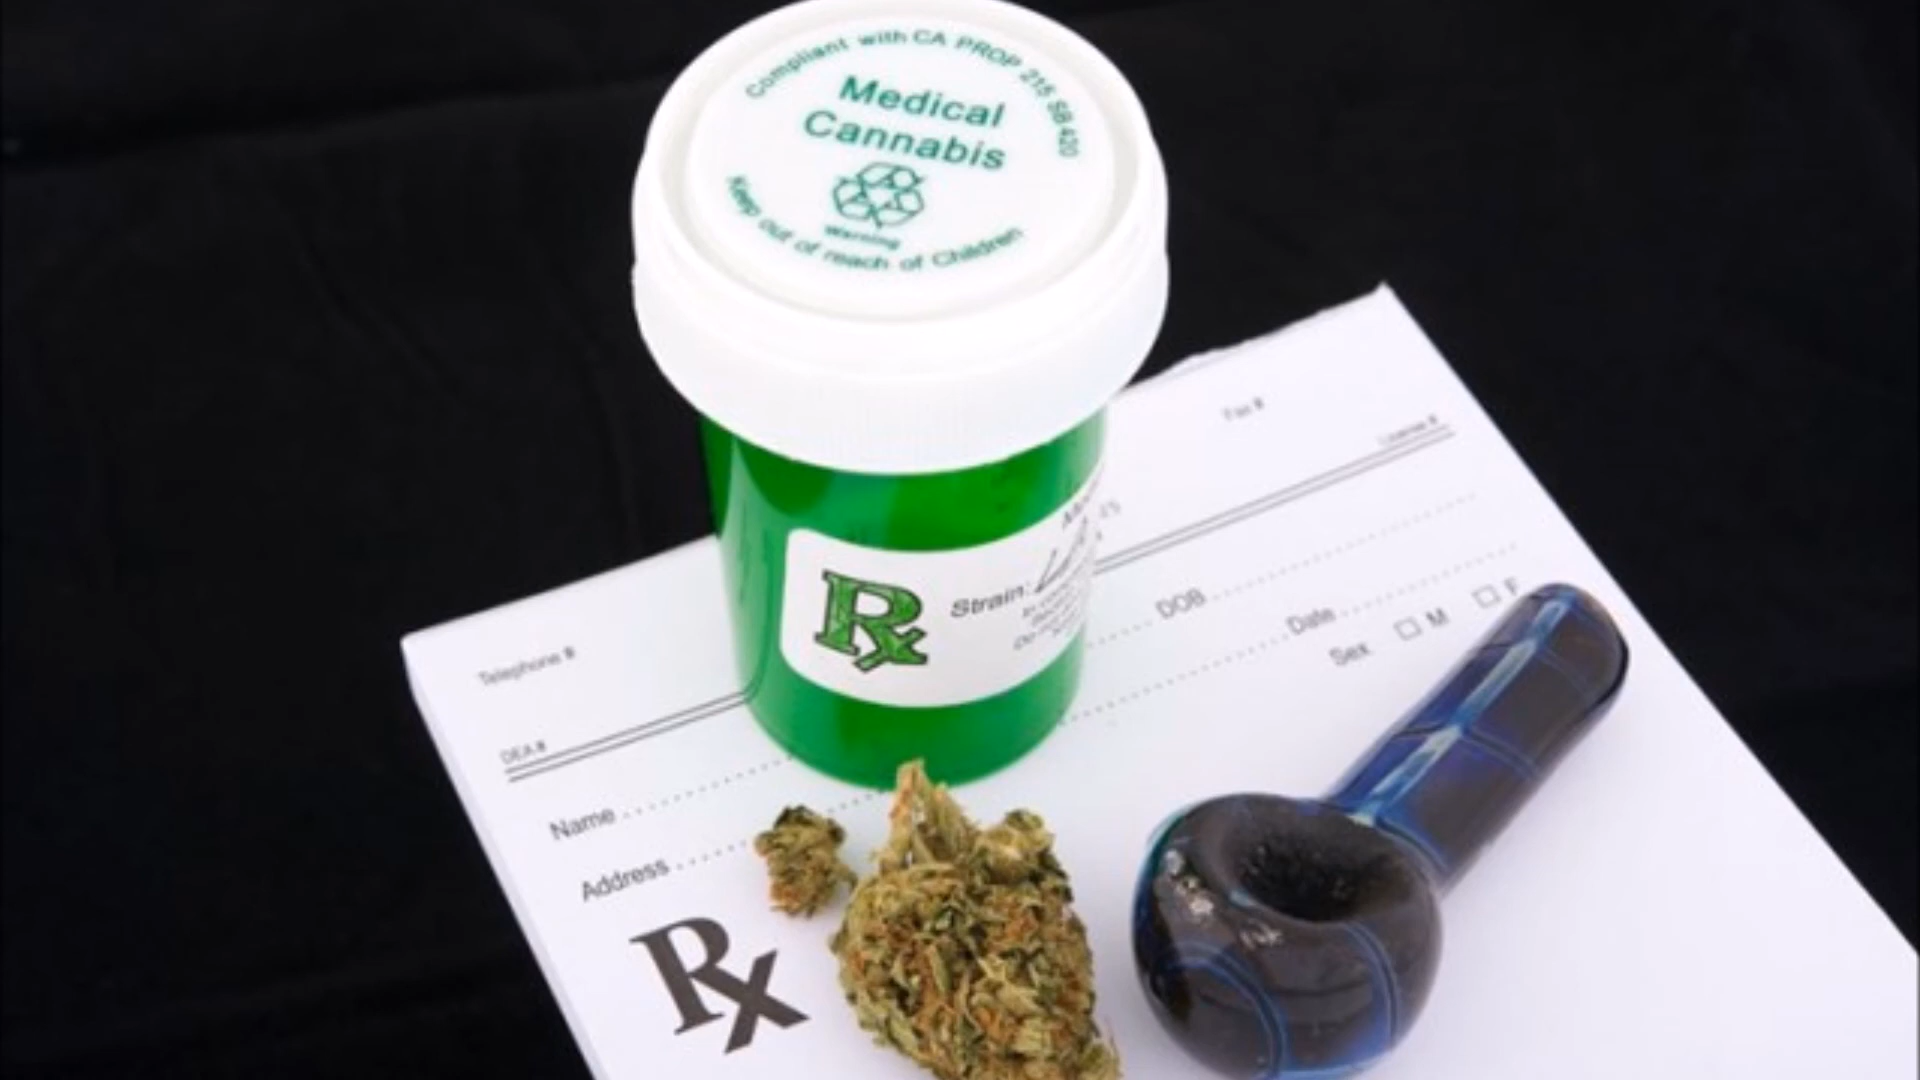 Compliant with CA PROP 215 SB 420
Medical
Cannabis
warning
Keep out of reach of Children
Rx
Strain:
Fax #
License #
Telephone #
DEA #
Name
DOB
Address
Date
Sex M F
Rx